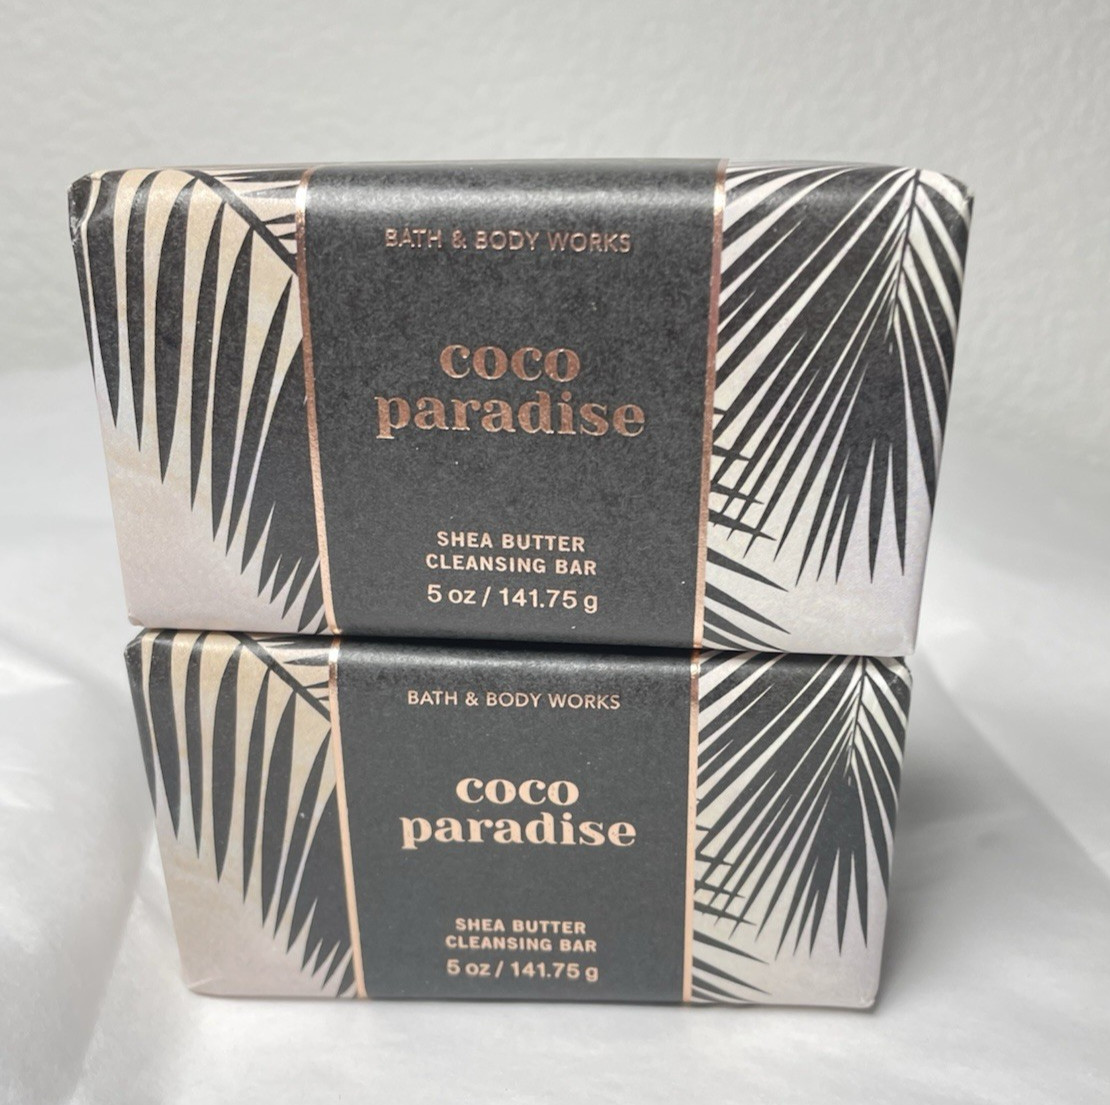 BATH & BODY WORKS
coco
paradise
SHEA BUTTER
CLEANSING BAR
5 oz / 141.75 g
BATH & BODY WORKS
coco
paradise
SHEA BUTTER
CLEANSING BAR
5 oz / 141.75 g